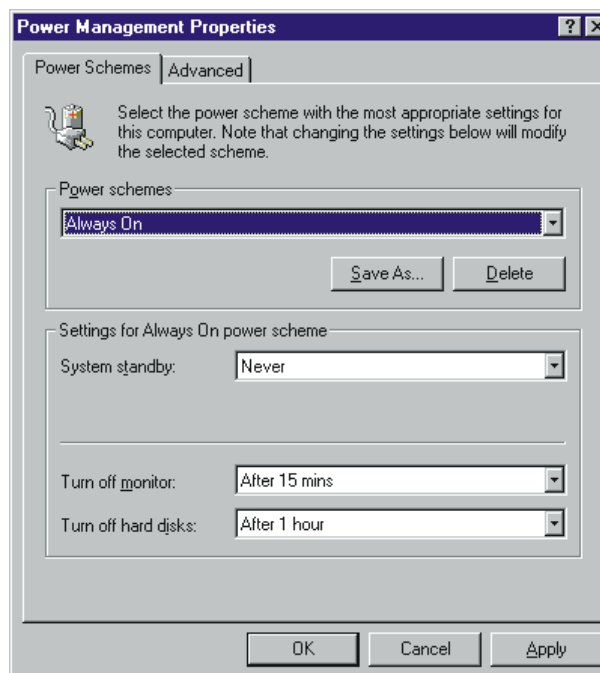 Power Management Properties
Power Schemes
Advanced
Select the power scheme with the most appropriate settings for
this computer. Note that changing the settings below will modify
the selected scheme.
Power schemes
Always On
Save As...
Delete
Settings for Always On power scheme
System standby:
Never
Turn off monitor:
After 15 mins
Turn off hard disks:
After 1 hour
OK
Cancel
Apply